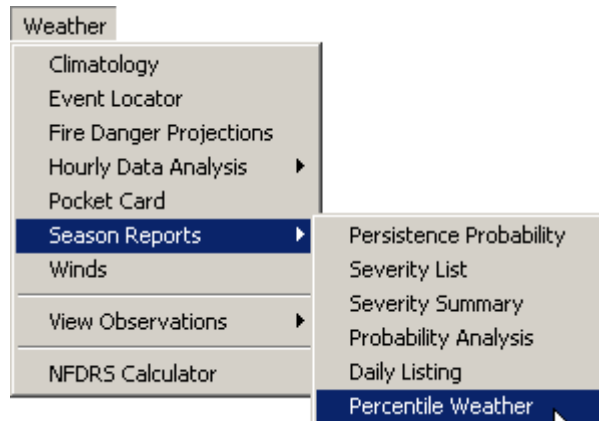 Weather
Climatology
Event Locator
Fire Danger Projections
Hourly Data Analysis
Pocket Card
Season Reports
Winds
View Observations
NFDRS Calculator
Persistence Probability
Severity List
Severity Summary
Probability Analysis
Daily Listing
Percentile Weather